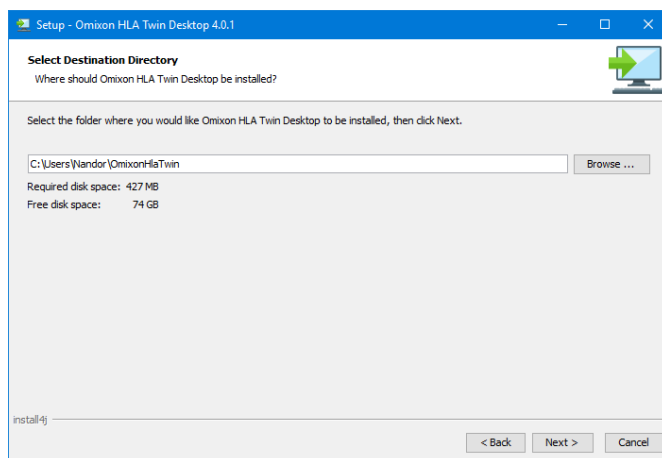 Setup - Omixon HLA Twin Desktop 4.0.1
Select Destination Directory
Where should Omixon HLA Twin Desktop be installed?
Select the folder where you would like Omixon HLA Twin Desktop to be installed, then click Next.
C:\Users\Nandor\OmixonHlaTwin
Browse ...
Required disk space: 427 MB
Free disk space: 74 GB
install4j
< Back Next > Cancel